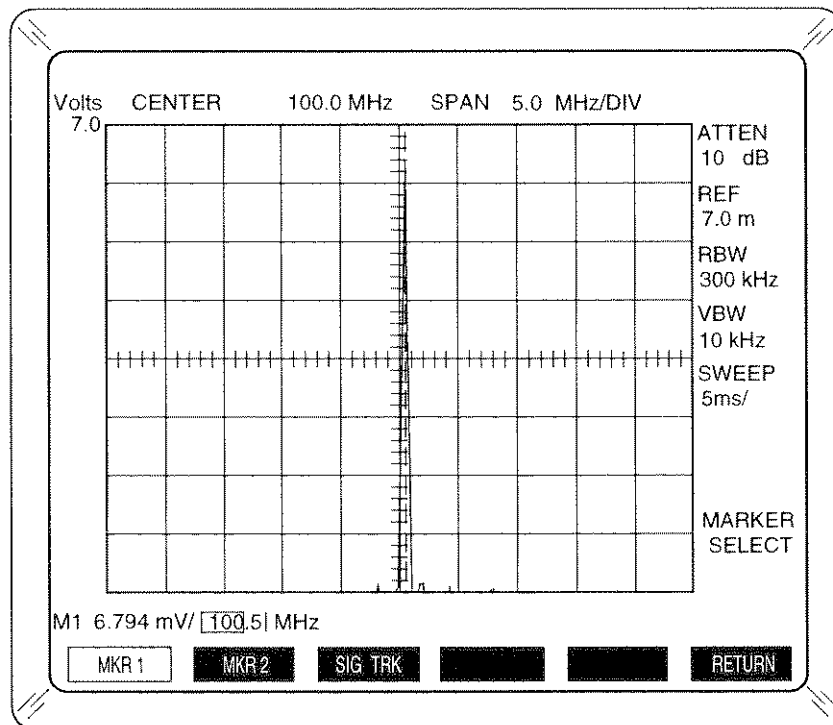 Volts CENTER 100.0 MHz SPAN 5.0 MHz/DIV
7.0
ATTEN
10 dB
REF
7.0 m
RBW
300 kHz
VBW
10 kHz
SWEEP
5ms/
MARKER
SELECT
M1 6.794 mV/ 100.5| MHz
MKR 1 MKR 2 SIG TRK RETURN